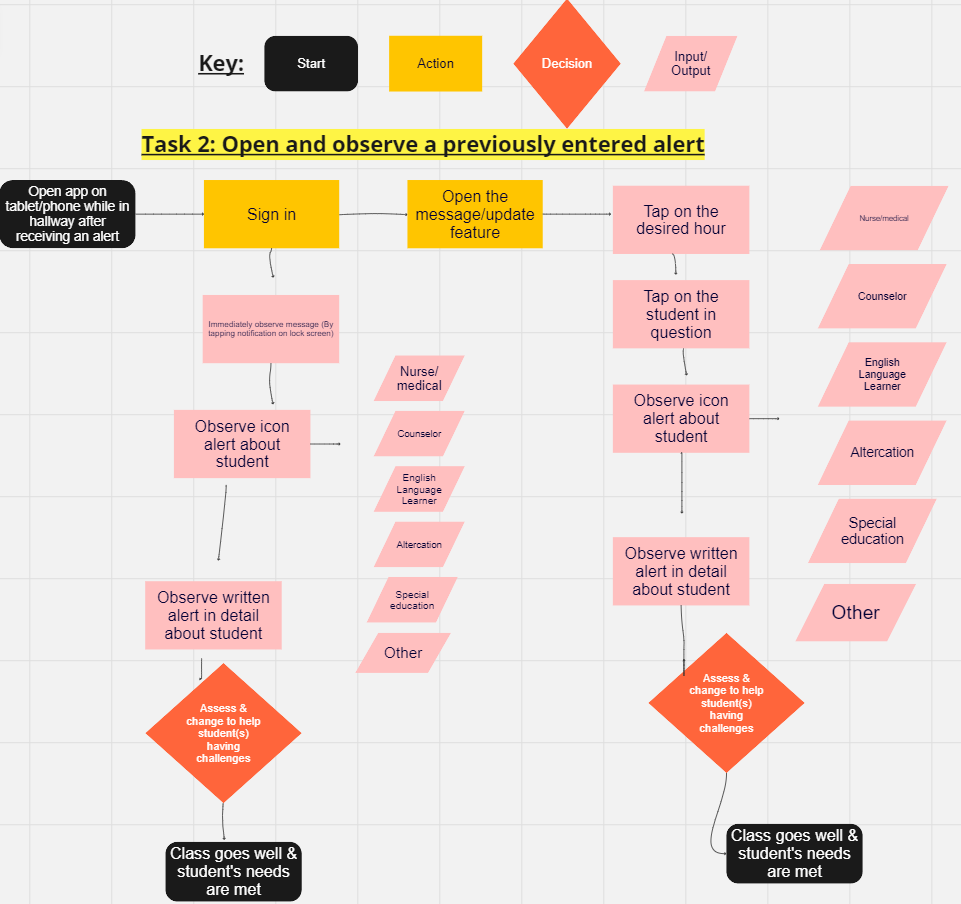 Key:
Start
Action
Decision
Input/
Output
Task 2: Open and observe a previously entered alert
Open app on
tablet/phone while in
hallway after
receiving an alert
Sign in
Open the
message/update
feature
Tap on the
desired hour
Nurse/medical
Immediately observe message (By
tapping notification on lock screen)
Tap on the
student in
question
Counselor
Observe icon
alert about
student
Nurse/
medical
Counselor
English
Language
Learner
Altercation
Special
education
Other
Observe icon
alert about
student
English
Language
Learner
Altercation
Special
education
Other
Observe written
alert in detail
about student
Observe written
alert in detail
about student
Assess &
change to help
student(s)
having
challenges
Assess &
change to help
student(s)
having
challenges
Class goes well &
student's needs
are met
Class goes well &
student's needs
are met